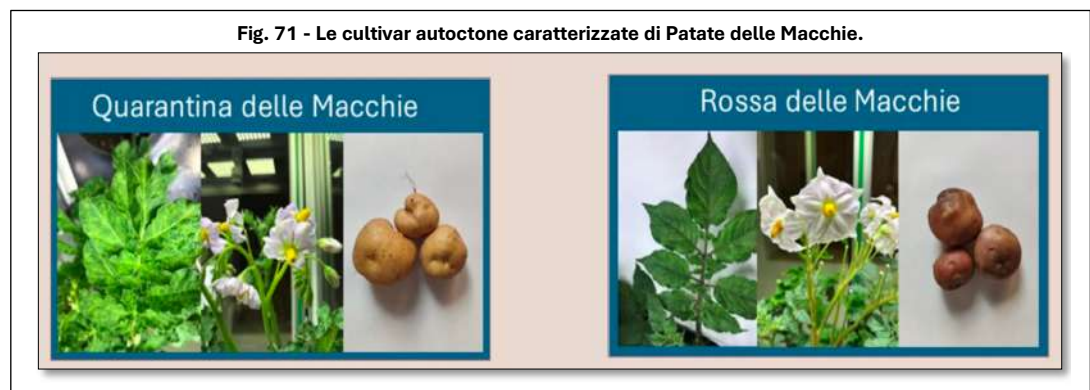 Fig. 71 - Le cultivar autoctone caratterizzate di Patate delle Macchie.
Quarantina delle Macchie
Rossa delle Macchie